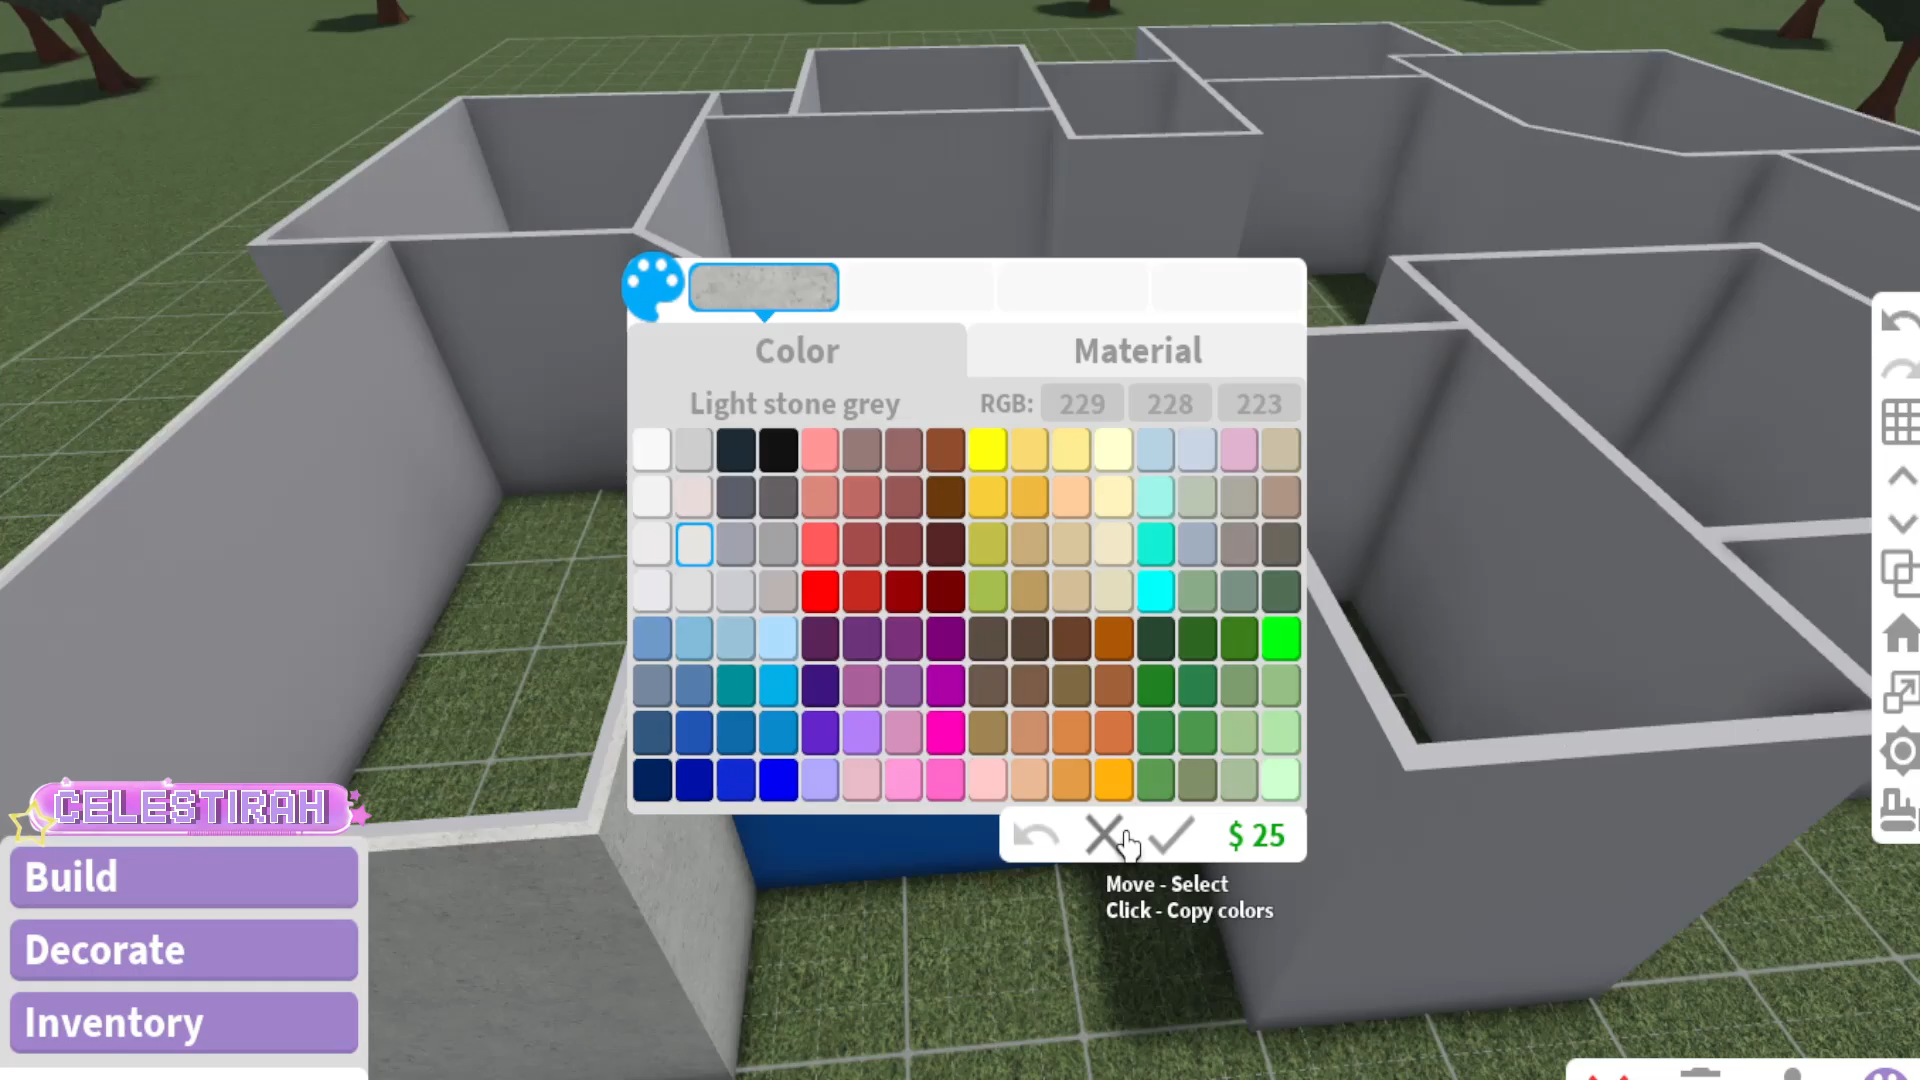 Color
Material
Light stone grey
RGB: 229 228 223
$ 25
Move - Select
Click - Copy colors
CELESTIRAH
Build
Decorate
Inventory